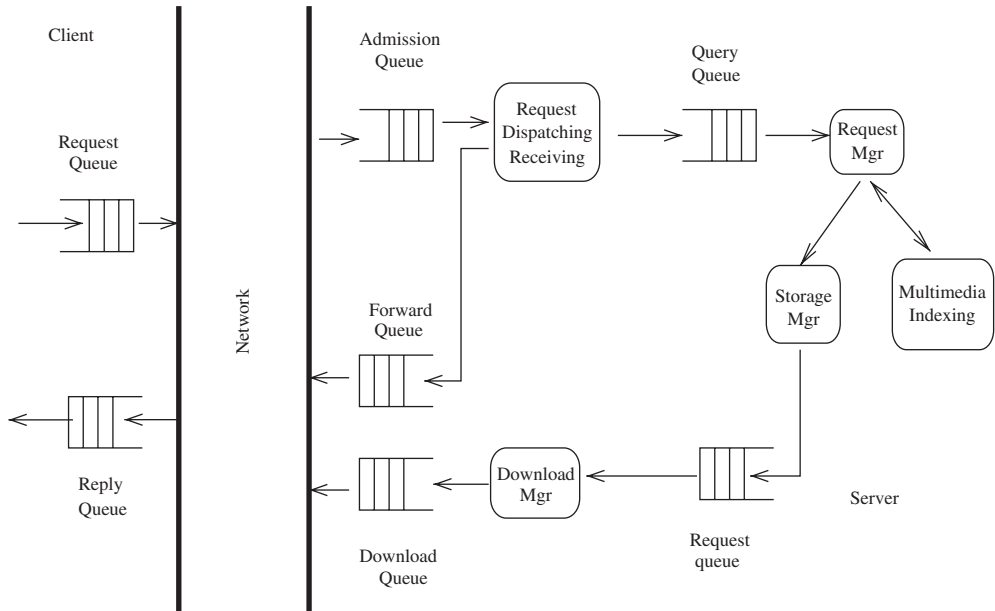 Client
Admission
Queue
Query
Queue
Request
Dispatching
Receiving
Request
Mgr
Request
Queue
Storage
Mgr
Multimedia
Indexing
Network
Forward
Queue
Reply
Queue
Download
Mgr
Server
Request
queue
Download
Queue